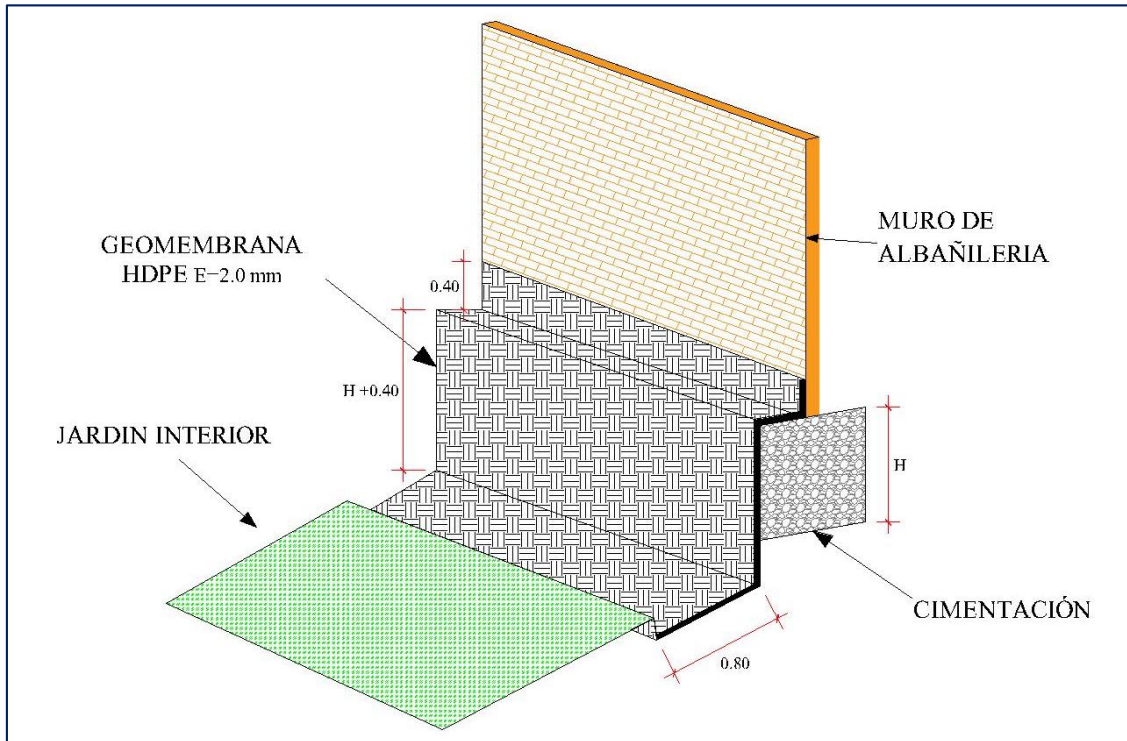 MURO DE
ALBAÑILERIA
GEOMEMBRANA
HDPE E-2.0 mm
0.40
H +0.40
JARDIN INTERIOR
H
CIMENTACIÓN
0.80